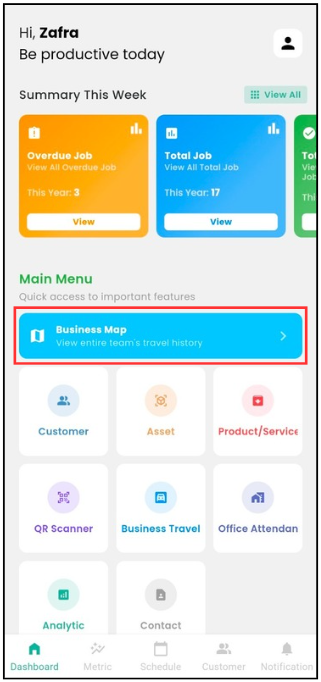 Hi, Zafra
Be productive today
Summary This Week
View All
Overdue Job
View All Overdue Job
This Year: 3
View
Total Job
View All Total Job
This Year: 17
View
Tot
Vie
Job
Thi
Main Menu
Quick access to important features
Business Map
View entire team's travel history
Customer
Asset
Product/Service
QR Scanner
Business Travel
Office Attendan
Analytic
Contact
Dashboard
Metric
Schedule
Customer
Notification